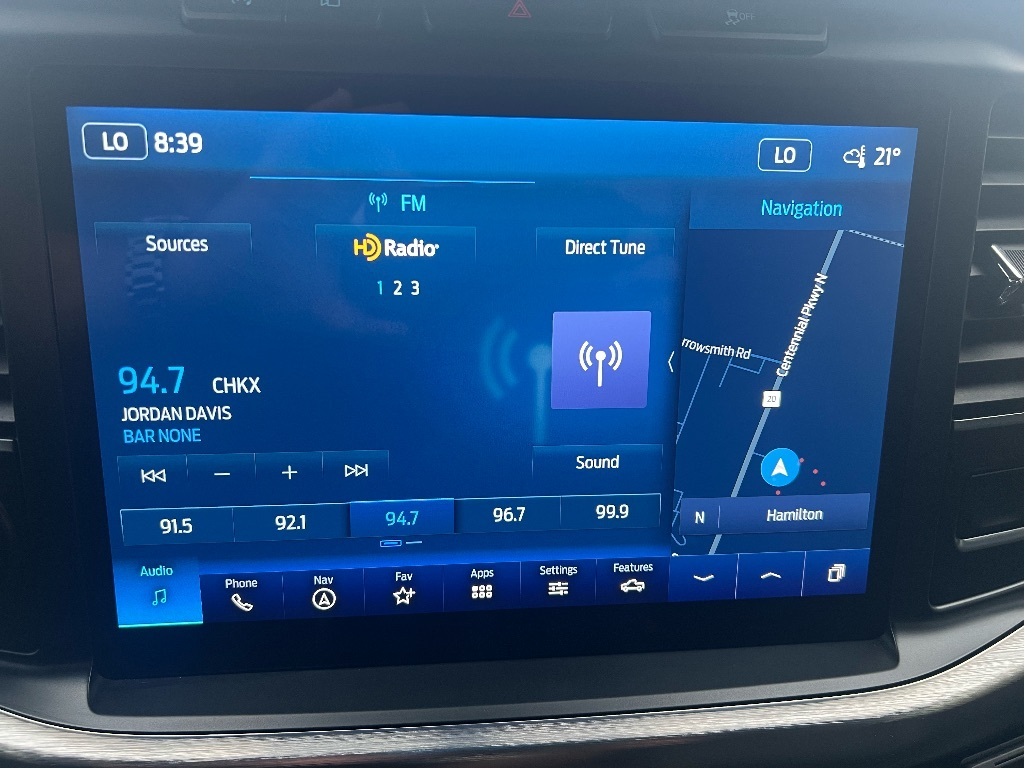 OFF
LO 8:39 LO 21°
FM
Navigation
Sources HD Radio Direct Tune
1 2 3
Centennial Pkwy N
rrowsmith Rd
20
94.7 CHKX
JORDAN DAVIS
BAR NONE
Sound
91.5 92.1 94.7 96.7 99.9
N Hamilton
Audio Phone Nav Fav Apps Settings Features